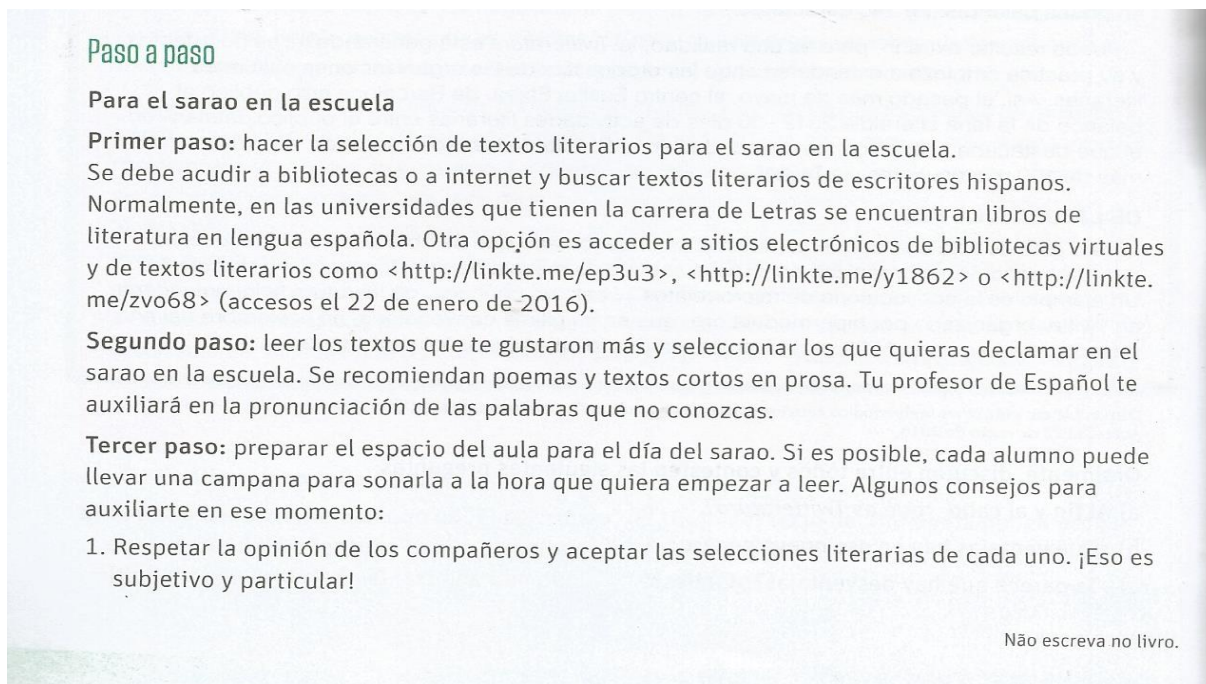 Paso a paso
Para el sarao en la escuela
Primer paso: hacer la selección de textos literarios para el sarao en la escuela.
Se debe acudir a bibliotecas o a internet y buscar textos literarios de escritores hispanos.
Normalmente, en las universidades que tienen la carrera de Letras se encuentran libros de
literatura en lengua española. Otra opción es acceder a sitios electrónicos de bibliotecas virtuales
y de textos literarios como <http://linkte.me/ep3u3>, <http://linkte.me/y1862> o <http://linkte.
me/zvo68> (accesos el 22 de enero de 2016).
Segundo paso: leer los textos que te gustaron más y seleccionar los que quieras declamar en el
sarao en la escuela. Se recomiendan poemas y textos cortos en prosa. Tu profesor de Español te
auxiliará en la pronunciación de las palabras que no conozcas.
Tercer paso: preparar el espacio del aula para el día del sarao. Si es posible, cada alumno puede
llevar una campana para sonarla a la hora que quiera empezar a leer. Algunos consejos para
auxiliarte en ese momento:
1. Respetar la opinión de los compañeros y aceptar las selecciones literarias de cada uno. ¡Eso es
subjetivo y particular!
Não escreva no livro.